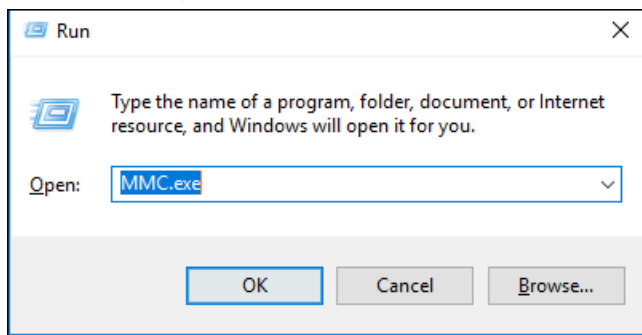 Run
Type the name of a program, folder, document, or Internet
resource, and Windows will open it for you.
Open: MMC.exe
OK Cancel Browse...